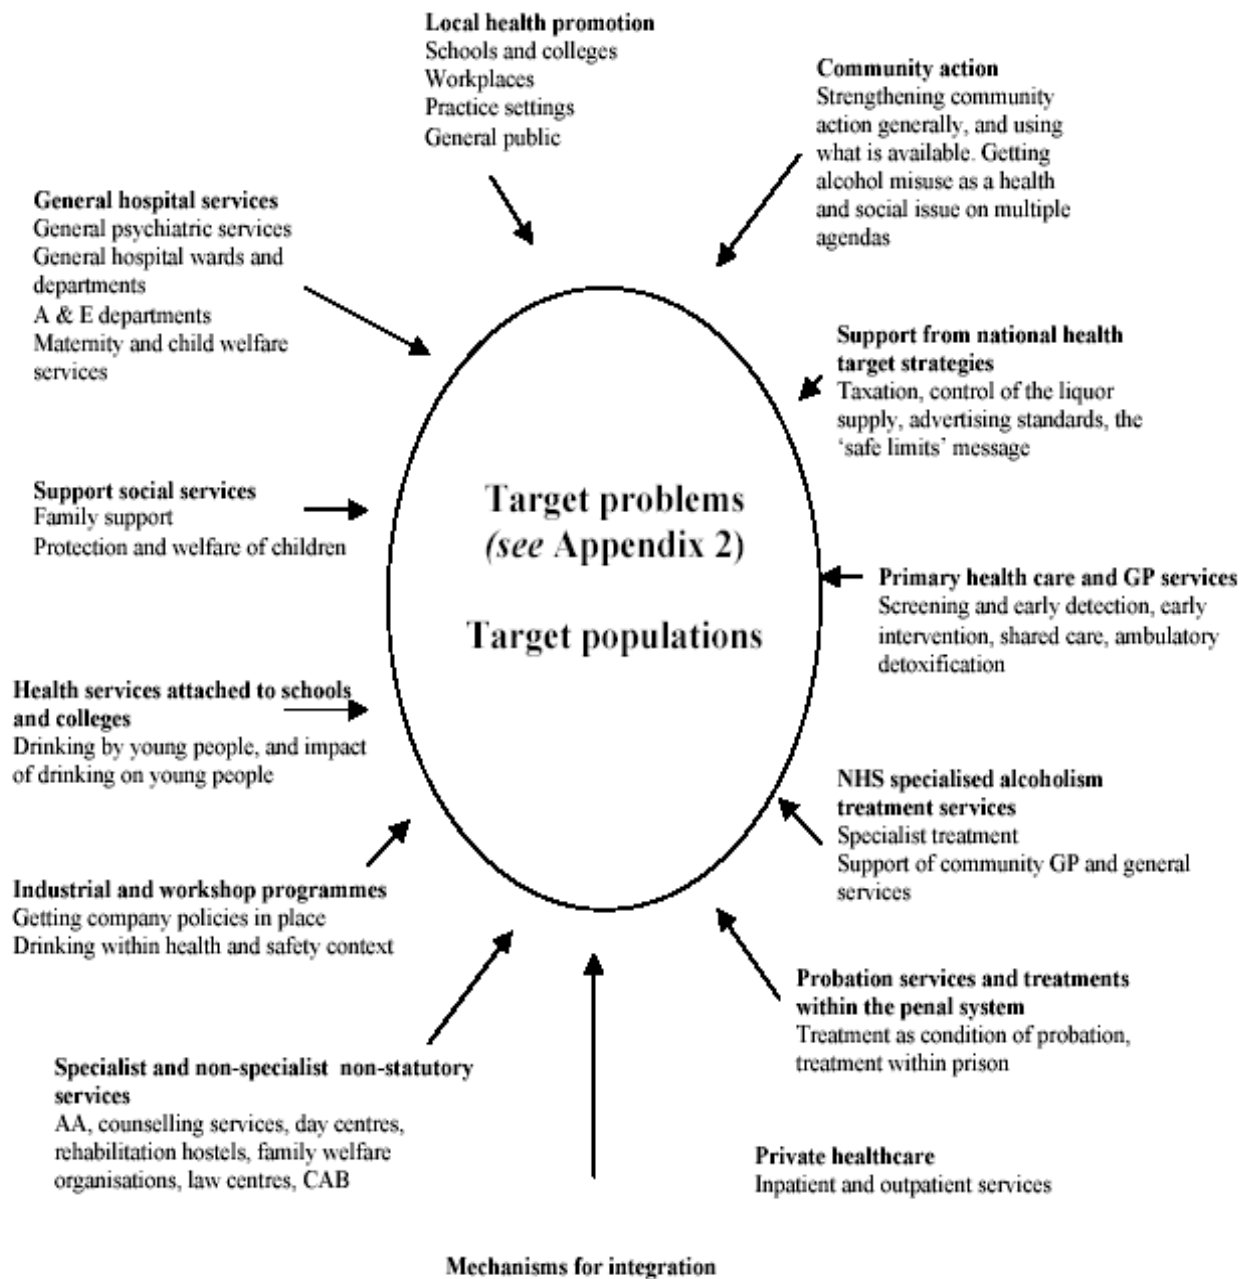 Local health promotion
Schools and colleges
Workplaces
Practice settings
General public
Community action
Strengthening community
action generally, and using
what is available. Getting
alcohol misuse as a health
and social issue on multiple
agendas
General hospital services
General psychiatric services
General hospital wards and
departments
A & E departments
Maternity and child welfare
services
Support from national health
target strategies
Taxation, control of the liquor
supply, advertising standards, the
‘safe limits’ message
Support social services
Family support
Protection and welfare of children
Target problems
(see Appendix 2)
Target populations
Primary health care and GP services
Screening and early detection, early
intervention, shared care, ambulatory
detoxification
Health services attached to schools
and colleges
Drinking by young people, and impact
of drinking on young people
NHS specialised alcoholism
treatment services
Specialist treatment
Support of community GP and general
services
Industrial and workshop programmes
Getting company policies in place
Drinking within health and safety context
Probation services and treatments
within the penal system
Treatment as condition of probation,
treatment within prison
Specialist and non-specialist non-statutory
services
AA, counselling services, day centres,
rehabilitation hostels, family welfare
organisations, law centres, CAB
Private healthcare
Inpatient and outpatient services
Mechanisms for integration